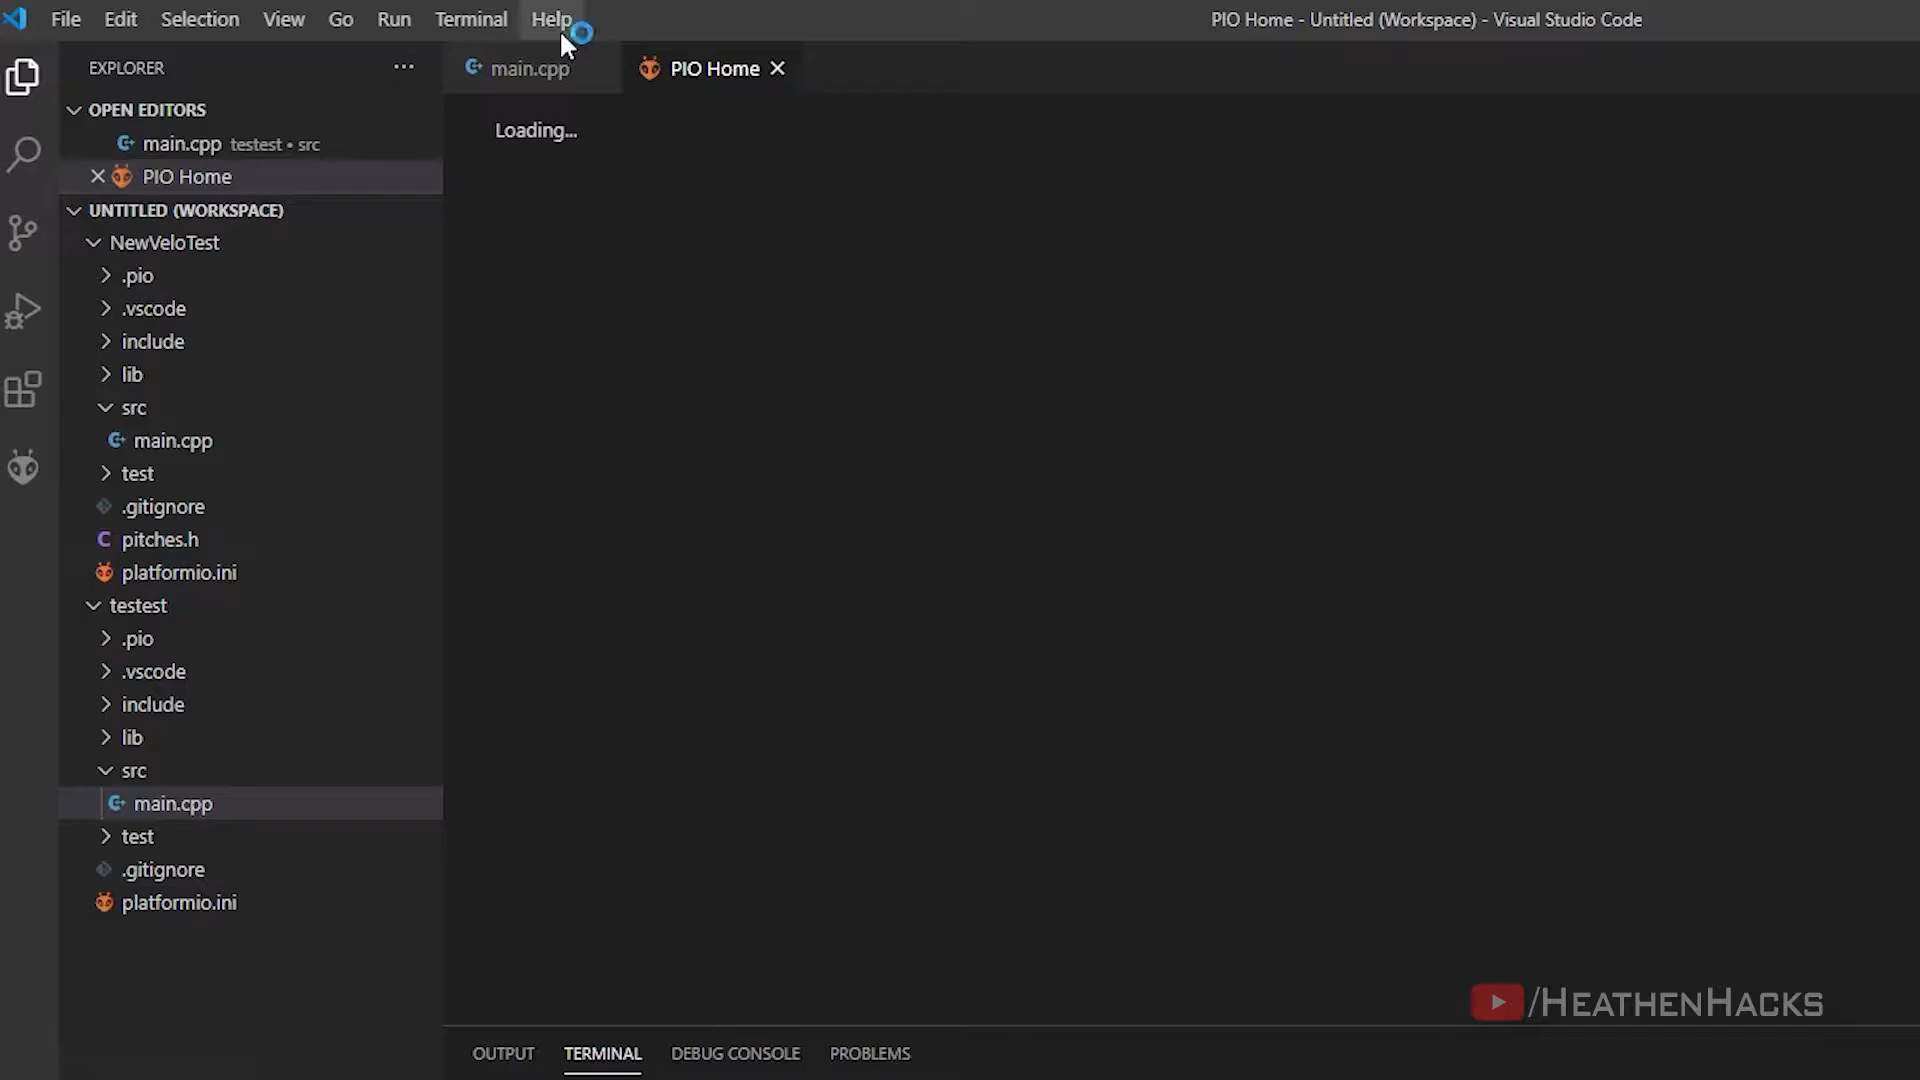 File Edit Selection View Go Run Terminal Help
PIO Home - Untitled (Workspace) - Visual Studio Code
EXPLORER
OPEN EDITORS
main.cpp testest • src
PIO Home
UNTITLED (WORKSPACE)
NewVeloTest
.pio
.vscode
include
lib
src
main.cpp
test
.gitignore
pitches.h
platformio.ini
testest
.pio
.vscode
include
lib
src
main.cpp
test
.gitignore
platformio.ini
main.cpp
PIO Home
Loading...
/HEATHENHACKS
OUTPUT TERMINAL DEBUG CONSOLE PROBLEMS